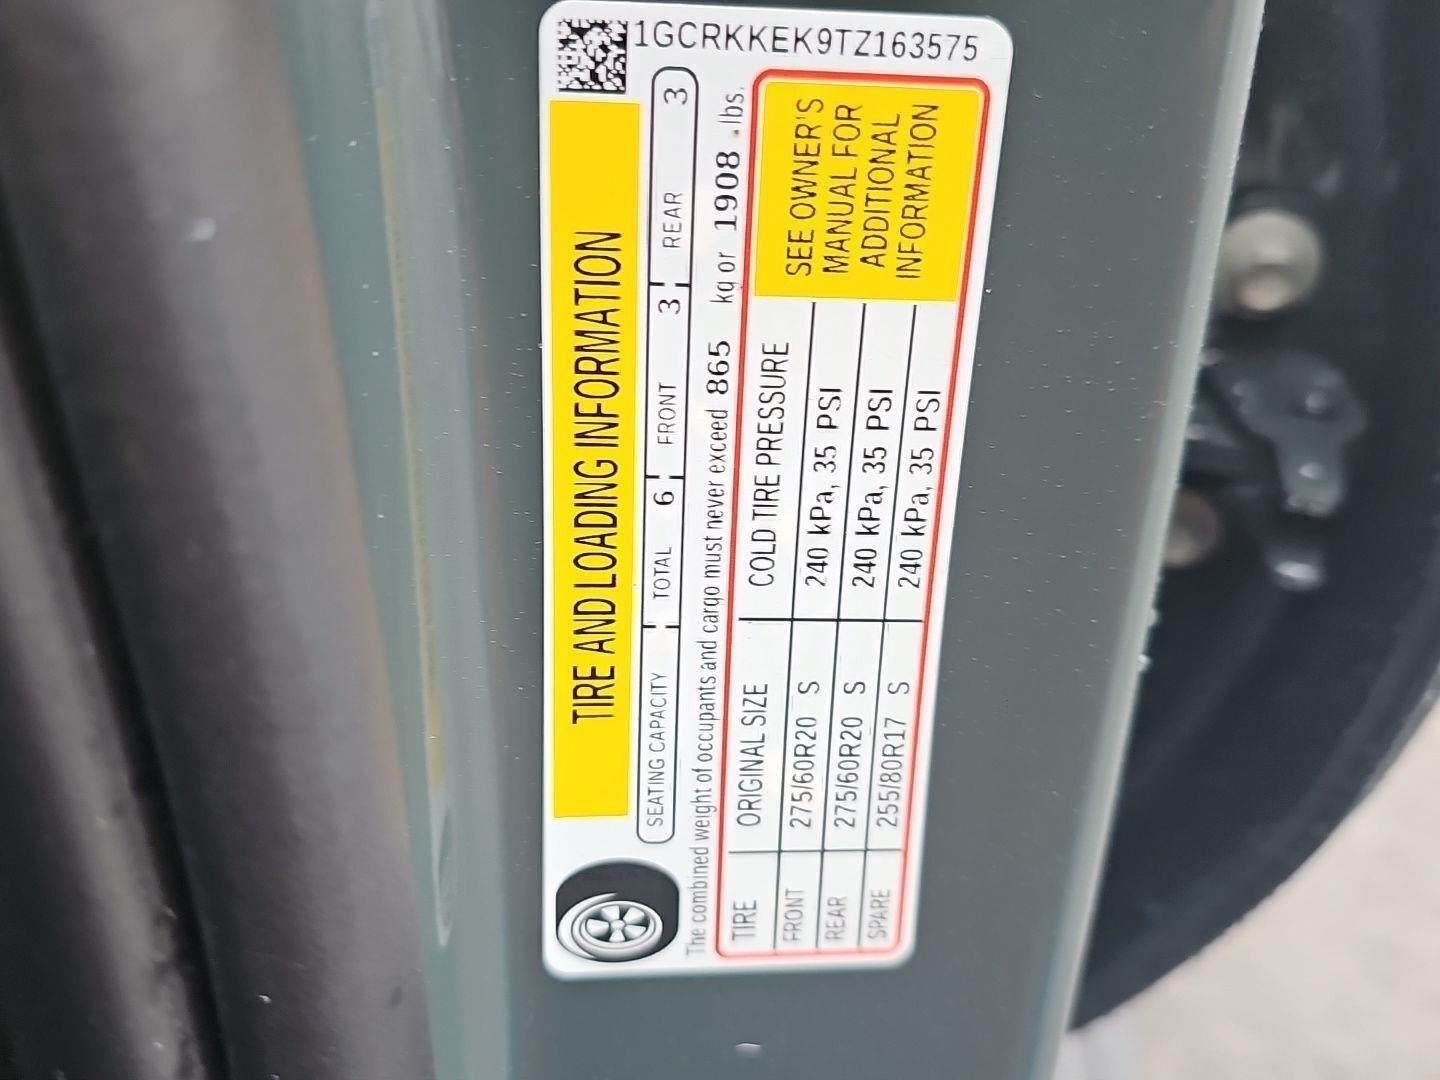 1GCRKKEK9TZ163575
TIRE AND LOADING INFORMATION
SEATING CAPACITY TOTAL 6 FRONT 3 REAR 3
The combined weight of occupants and cargo must never exceed 865 kg or 1908 .lbs.
TIRE ORIGINAL SIZE COLD TIRE PRESSURE
FRONT 275/60R20 S 240 kPa, 35 PSI
REAR 275/60R20 S 240 kPa, 35 PSI
SPARE 255/80R17 S 240 kPa, 35 PSI
SEE OWNER'S
MANUAL FOR
ADDITIONAL
INFORMATION